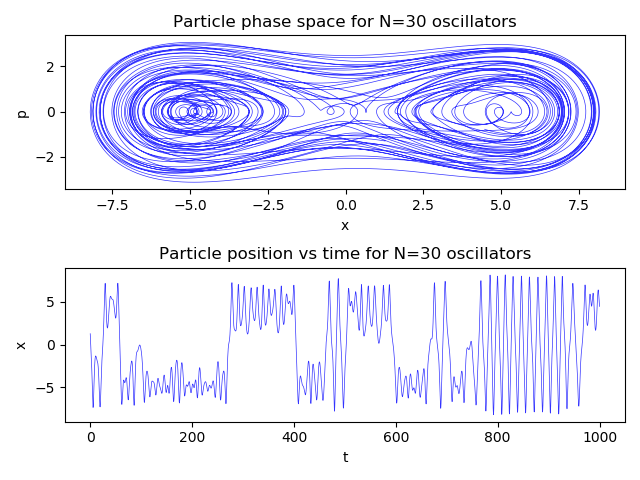 Particle phase space for N=30 oscillators
2
0
−2
p
−7.5 −5.0 −2.5 0.0 2.5 5.0 7.5
x
Particle position vs time for N=30 oscillators
5
0
−5
x
0 200 400 600 800 1000
t